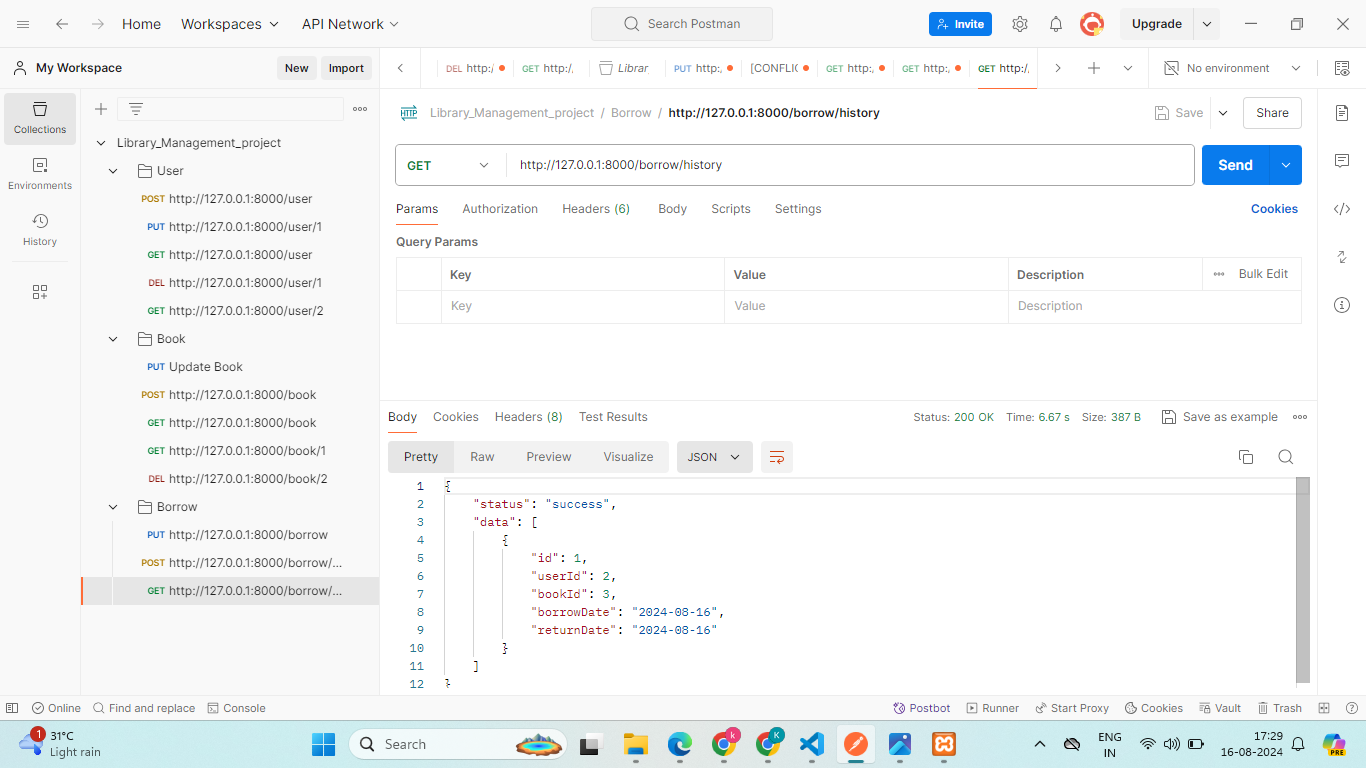 Home Workspaces API Network Search Postman Invite Upgrade
My Workspace New Import
DEL http:/ GET http:/ Librar PUT http: [CONFLIC GET http: GET http: GET http:/ No environment
Collections
Environments
History
Library_Management_project
User
POST http://127.0.0.1:8000/user
PUT http://127.0.0.1:8000/user/1
GET http://127.0.0.1:8000/user
DEL http://127.0.0.1:8000/user/1
GET http://127.0.0.1:8000/user/2
Book
PUT Update Book
POST http://127.0.0.1:8000/book
GET http://127.0.0.1:8000/book
GET http://127.0.0.1:8000/book/1
DEL http://127.0.0.1:8000/book/2
Borrow
PUT http://127.0.0.1:8000/borrow
POST http://127.0.0.1:8000/borrow/...
GET http://127.0.0.1:8000/borrow/...
HTTP Library_Management_project / Borrow / http://127.0.0.1:8000/borrow/history Save Share
GET http://127.0.0.1:8000/borrow/history Send
Params Authorization Headers (6) Body Scripts Settings Cookies
Query Params
Key Value Description Bulk Edit
Key Value Description
Body Cookies Headers (8) Test Results Status: 200 OK Time: 6.67 s Size: 387 B Save as example
Pretty Raw Preview Visualize JSON
1 {
2 "status": "success",
3 "data": [
4 {
5 "id": 1,
6 "userId": 2,
7 "bookId": 3,
8 "borrowDate": "2024-08-16",
9 "returnDate": "2024-08-16"
10 }
11 ]
12 }
Online Find and replace Console Postbot Runner Start Proxy Cookies Vault Trash
1 31°C
Light rain
Search
k
K
PRE
ENG
IN
17:29
16-08-2024